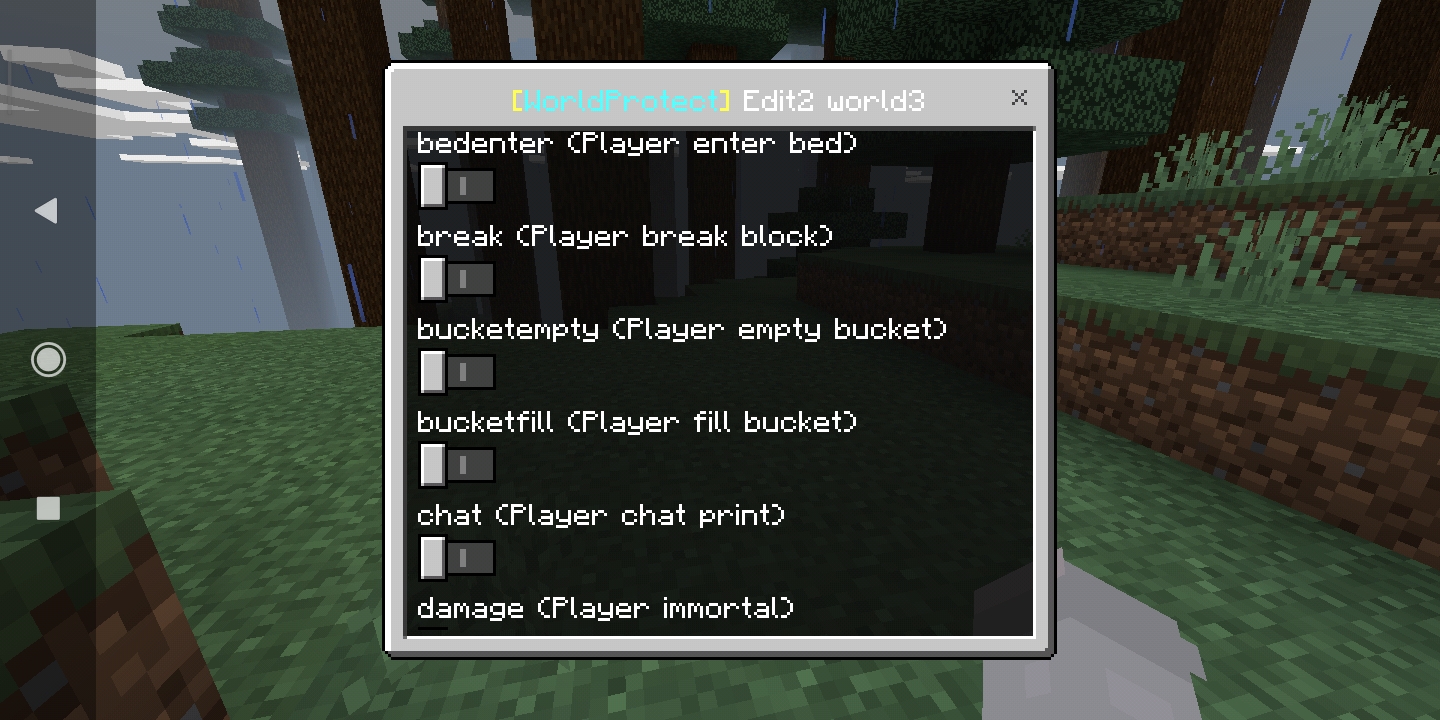 [WorldProtect] Edit2 world3
bedenter (Player enter bed)
break (Player break block)
bucketempty (Player empty bucket)
bucketfill (Player fill bucket)
chat (Player chat print)
damage (Player immortal)